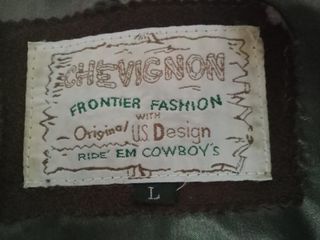 CHEVIGNON
FRONTIER FASHION
WITH
Original U.S. Design
RIDE' EM COWBOY'S
L